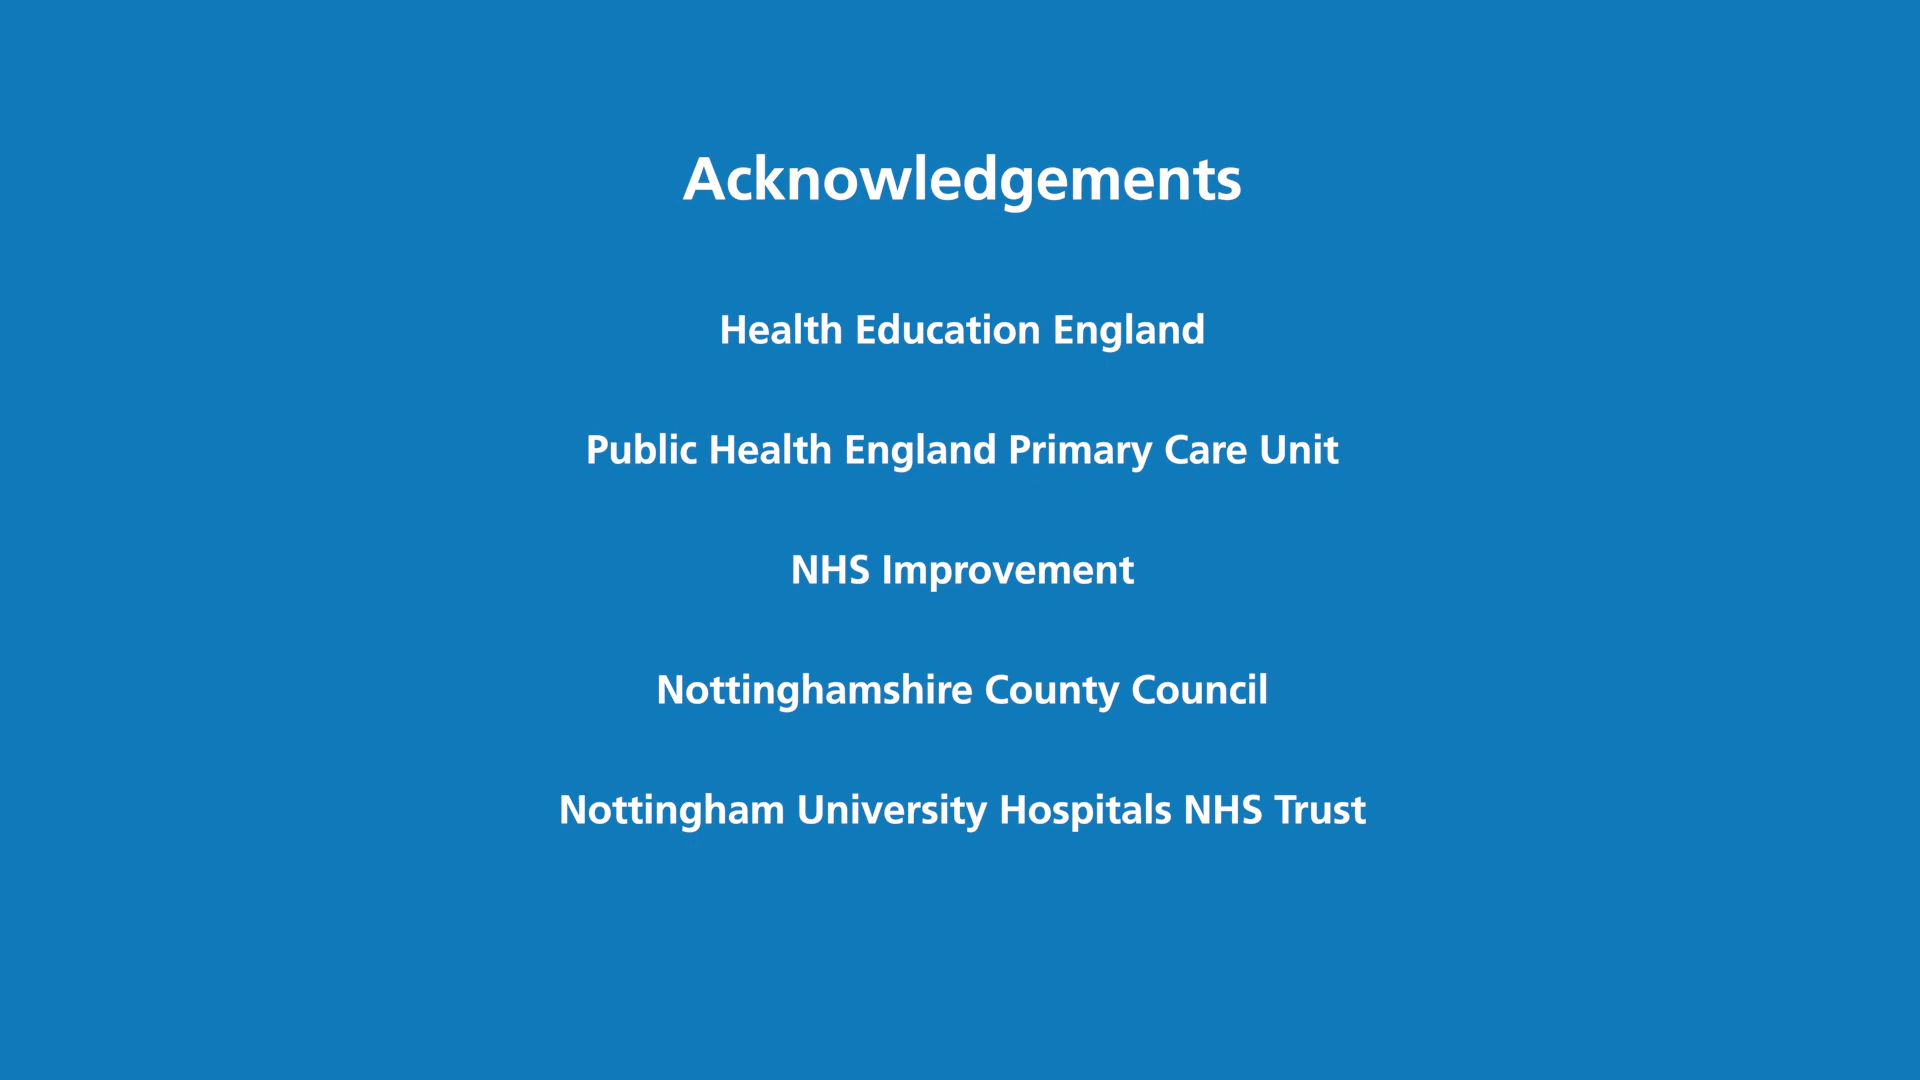 Acknowledgements
Health Education England
Public Health England Primary Care Unit
NHS Improvement
Nottinghamshire County Council
Nottingham University Hospitals NHS Trust